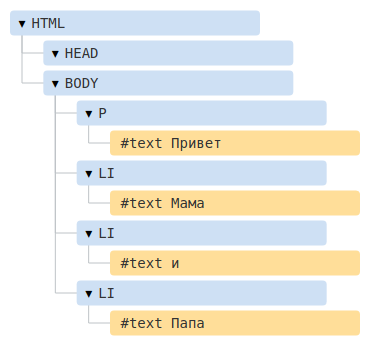 ▼ HTML
▼ HEAD
▼ BODY
▼ P
#text Привет
▼ LI
#text Мама
▼ LI
#text и
▼ LI
#text Папа